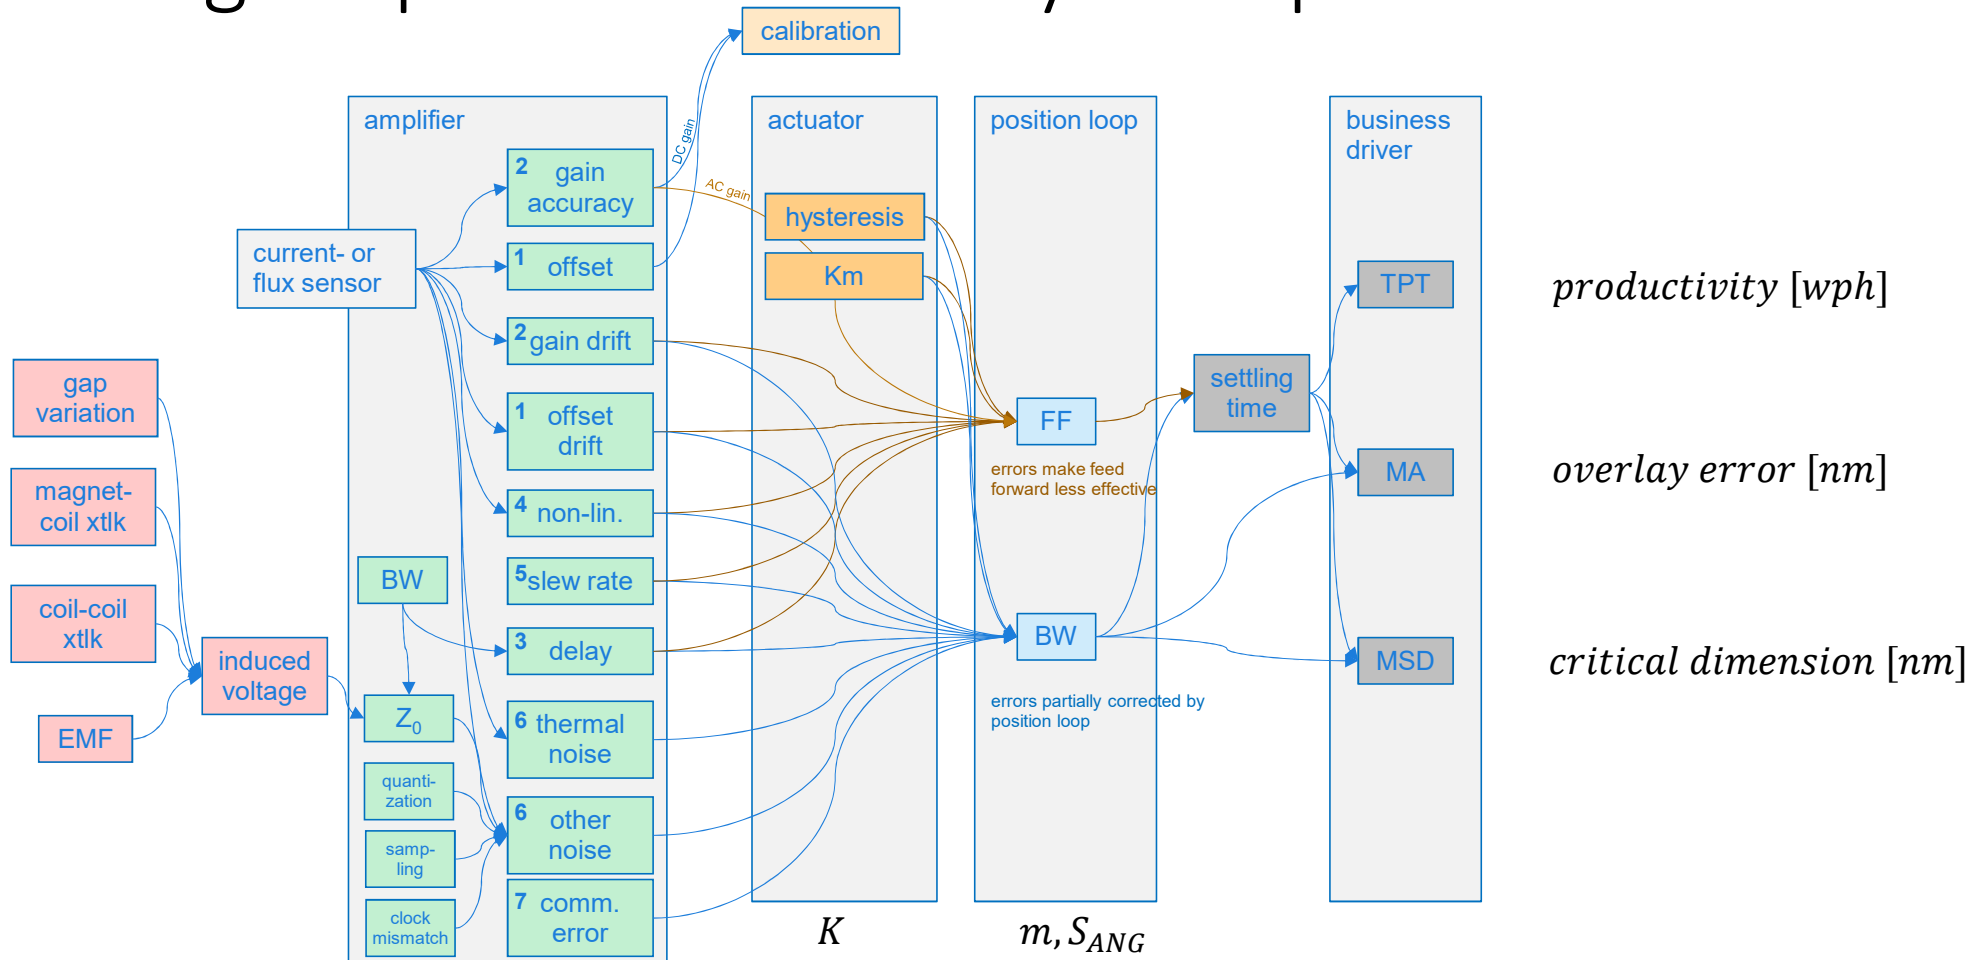 calibration
amplifier
actuator
position loop
business
driver
DC gain
AC gain
2 gain
accuracy
hysteresis
current- or
flux sensor
1 offset
Km
TPT
productivity [wph]
2 gain drift
gap
variation
settling
time
1 offset
drift
FF
errors make feed
forward less effective
MA
overlay error [nm]
magnet-
coil xtlk
4 non-lin.
BW
5 slew rate
coil-coil
xtlk
3 delay
BW
MSD
critical dimension [nm]
induced
voltage
errors partially corrected by
position loop
Z0
EMF
6 thermal
noise
quanti-
zation
6 other
noise
samp-
ling
7 comm.
error
clock
mismatch
K
m, SANG